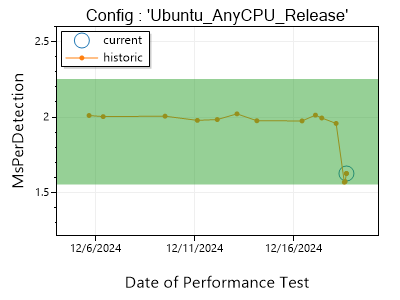 Config : 'Ubuntu_AnyCPU_Release'
current
historic
2.5
2
1.5
MsPerDetection
12/6/2024 12/11/2024 12/16/2024
Date of Performance Test